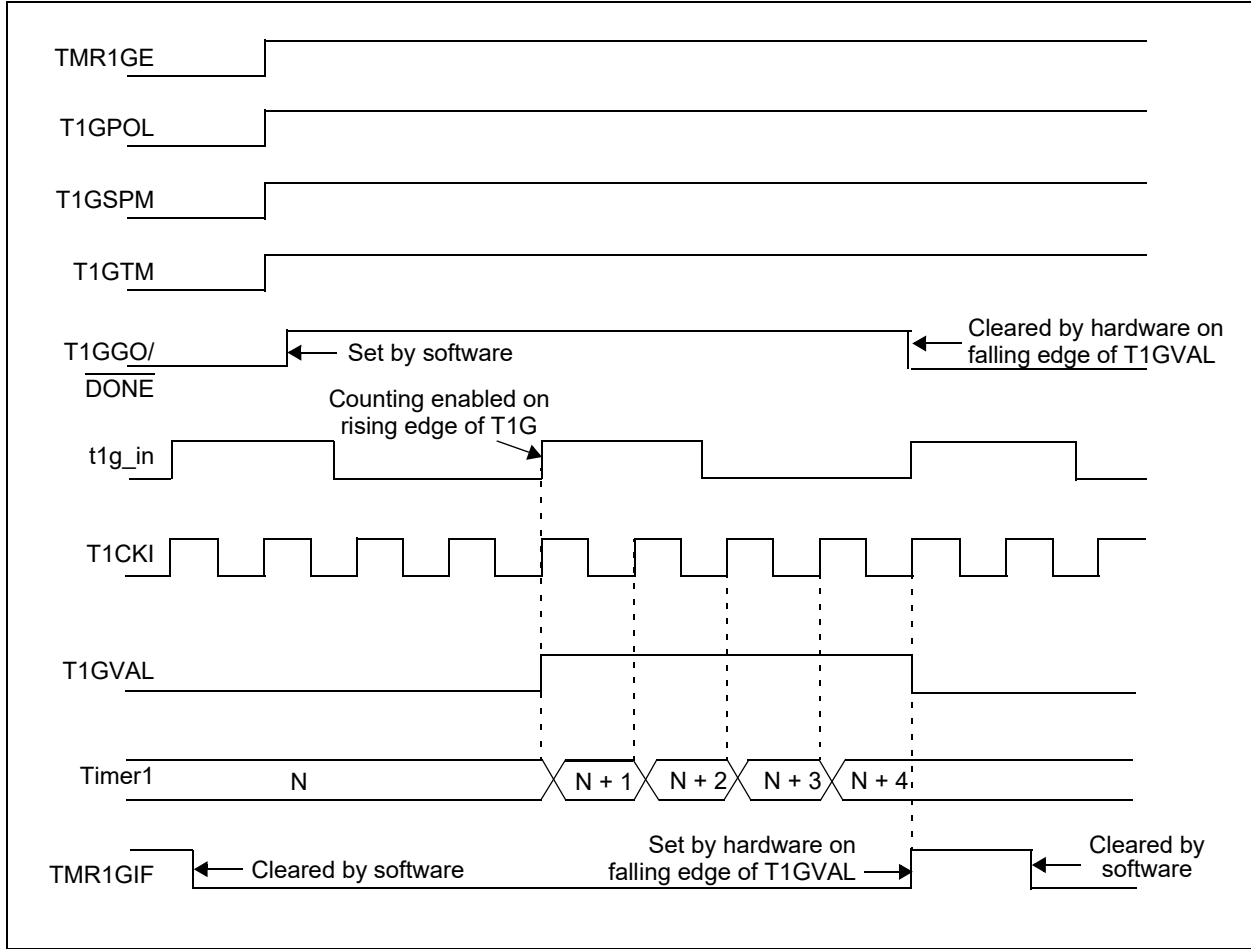 TMR1GE
T1GPOL
T1GSPM
T1GTM
T1GGO/
DONE
Set by software
Cleared by hardware on
falling edge of T1GVAL
Counting enabled on
rising edge of T1G
t1g_in
T1CKI
T1GVAL
Timer1
N
N + 1
N + 2
N + 3
N + 4
TMR1GIF
Cleared by software
Set by hardware on
falling edge of T1GVAL
Cleared by
software